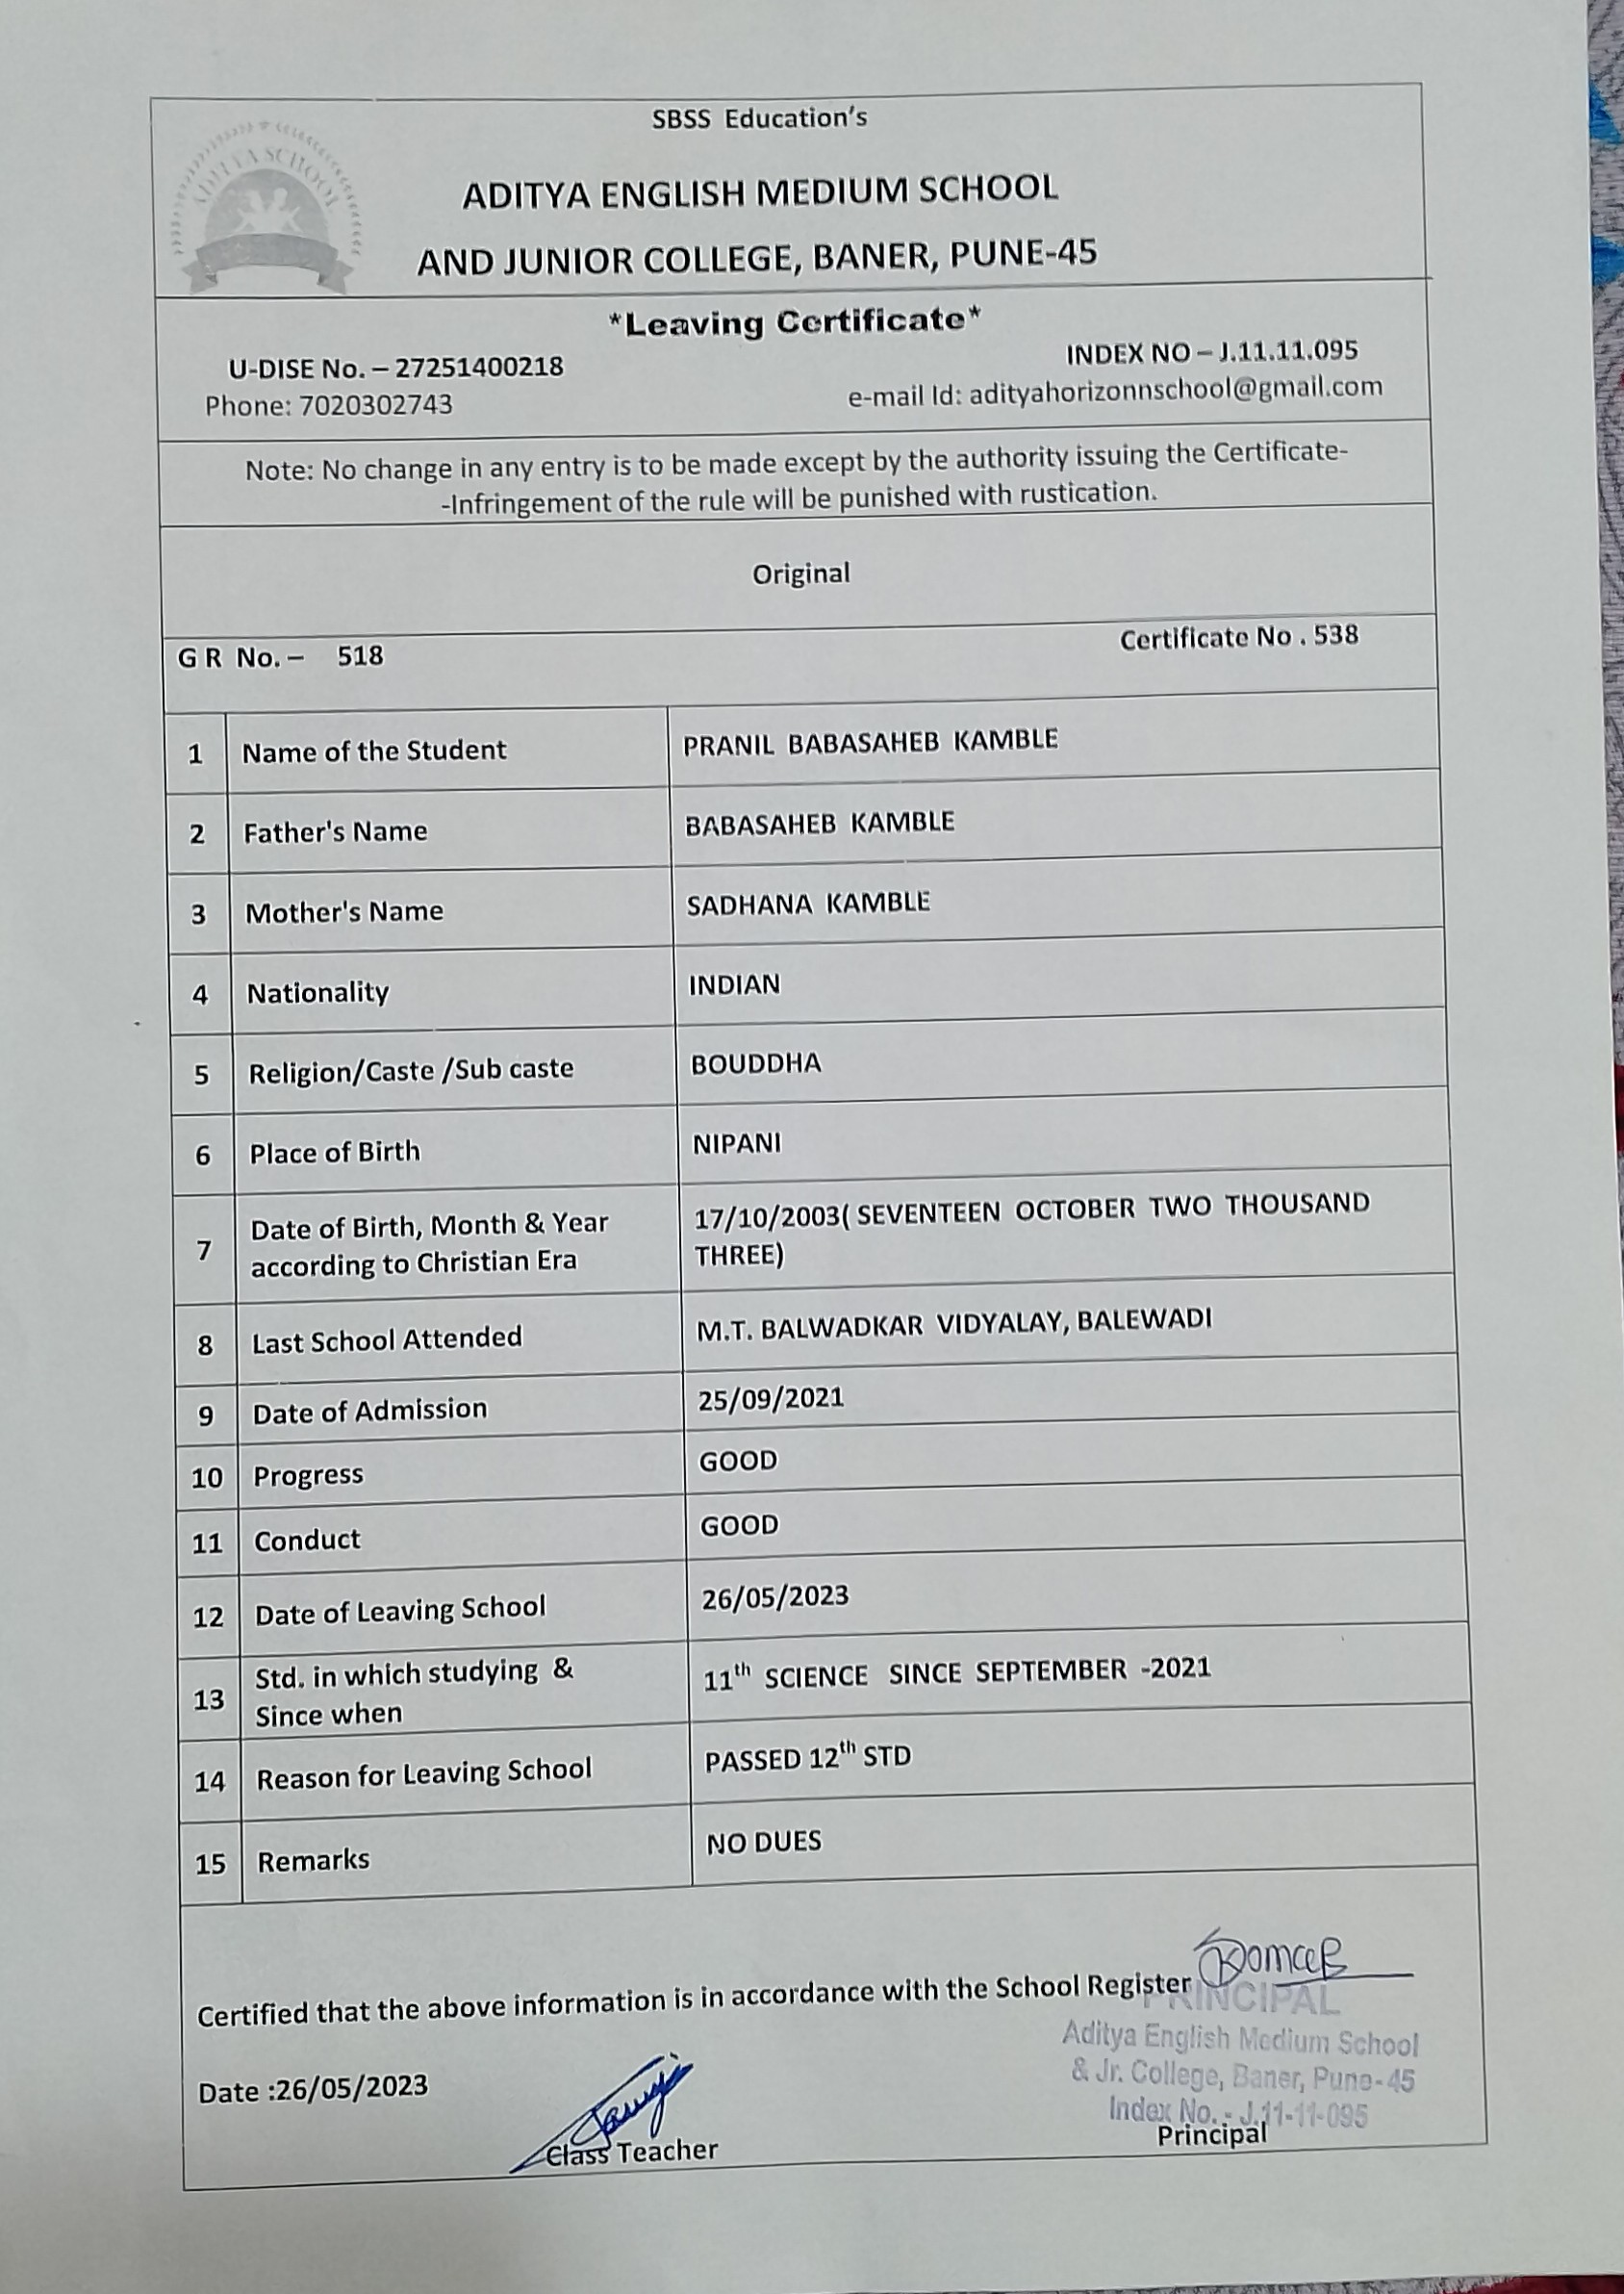 SBSS Education's
ADITYA SCHOOL
ADITYA ENGLISH MEDIUM SCHOOL
AND JUNIOR COLLEGE, BANER, PUNE-45
*Leaving Certificate*
U-DISE No. – 27251400218
INDEX NO – J.11.11.095
Phone: 7020302743
e-mail Id: adityahorizonnschool@gmail.com
Note: No change in any entry is to be made except by the authority issuing the Certificate-
-Infringement of the rule will be punished with rustication.
Original
G R No. – 518
Certificate No . 538
1 Name of the Student PRANIL BABASAHEB KAMBLE
2 Father's Name BABASAHEB KAMBLE
3 Mother's Name SADHANA KAMBLE
4 Nationality INDIAN
5 Religion/Caste /Sub caste BOUDDHA
6 Place of Birth NIPANI
7 Date of Birth, Month & Year according to Christian Era 17/10/2003( SEVENTEEN OCTOBER TWO THOUSAND
THREE)
8 Last School Attended M.T. BALWADKAR VIDYALAY, BALEWADI
9 Date of Admission 25/09/2021
10 Progress GOOD
11 Conduct GOOD
12 Date of Leaving School 26/05/2023
13 Std. in which studying & Since when 11th SCIENCE SINCE SEPTEMBER -2021
14 Reason for Leaving School PASSED 12th STD
15 Remarks NO DUES
Certified that the above information is in accordance with the School Register
PRINCIPAL
Aditya English Medium School
& Jr. College, Baner, Pune-45
Index No. - J.11-11-095
Date :26/05/2023
Class Teacher
Principal